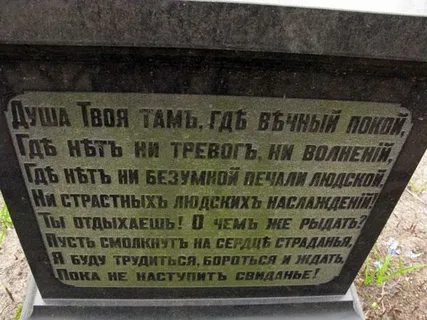 Душа Твоя тамъ, гдѣ вѣчный покой,
Гдѣ нѣтъ ни тревогъ, ни волненій,
Гдѣ нѣтъ ни безумной печали людской
Ни страстныхъ людскихъ наслажденій!
Ты отдыхаешь! О чемъ же рыдать?
Пусть смолкнутъ на сердцѣ страданья,
Я буду трудиться, бороться и ждать,
Пока не наступитъ свиданье!